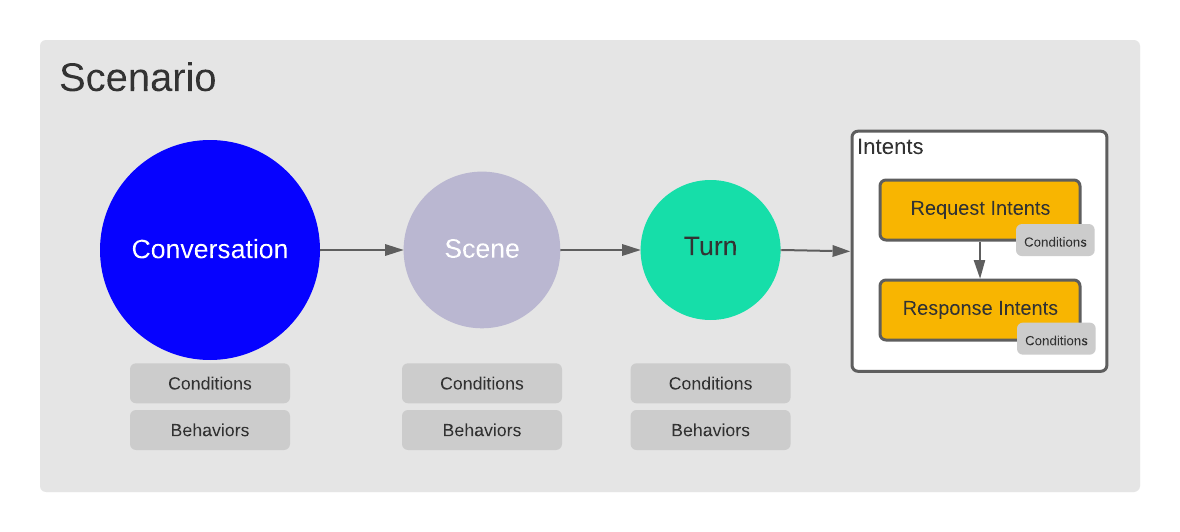 Scenario
Conversation
Conditions
Behaviors
Scene
Conditions
Behaviors
Turn
Conditions
Behaviors
Intents
Request Intents
Conditions
Response Intents
Conditions